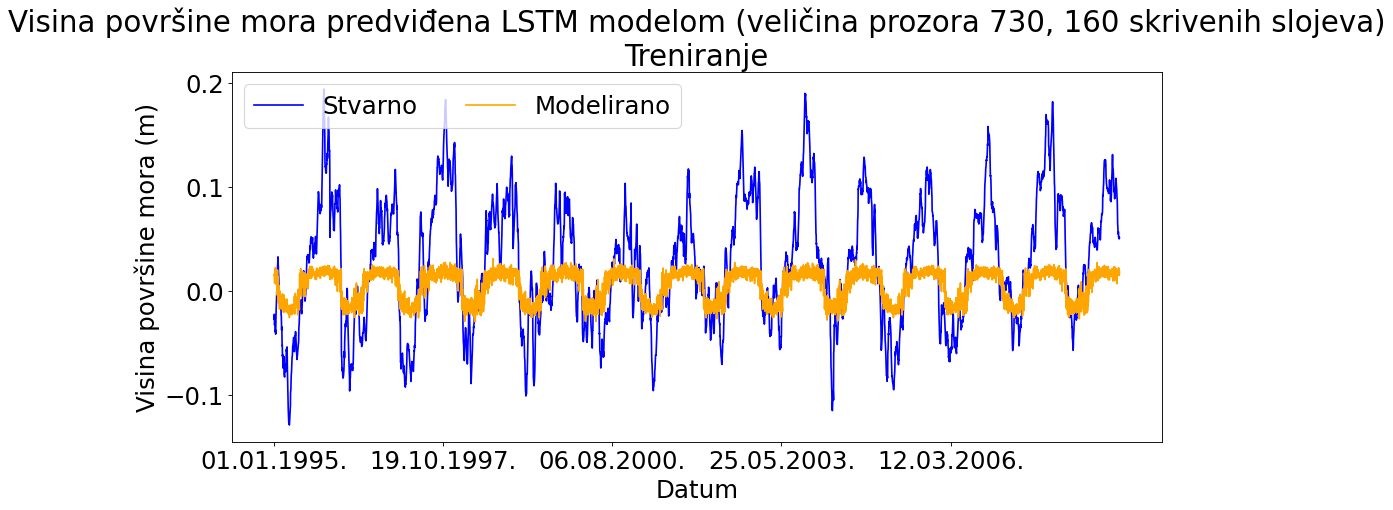 Visina površine mora predviđena LSTM modelom (veličina prozora 730, 160 skrivenih slojeva)
Treniranje
Stvarno
Modelirano
Visina površine mora (m)
0.2
0.1
0.0
−0.1
01.01.1995.
19.10.1997.
06.08.2000.
25.05.2003.
12.03.2006.
Datum